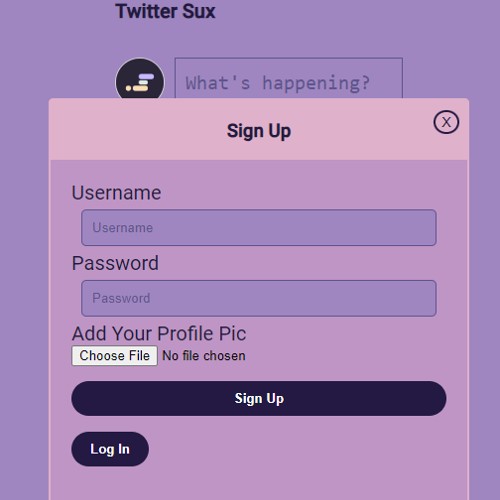 Twitter Sux
What's happening?
Sign Up
X
Username
Username
Password
Password
Add Your Profile Pic
Choose File No file chosen
Sign Up
Log In